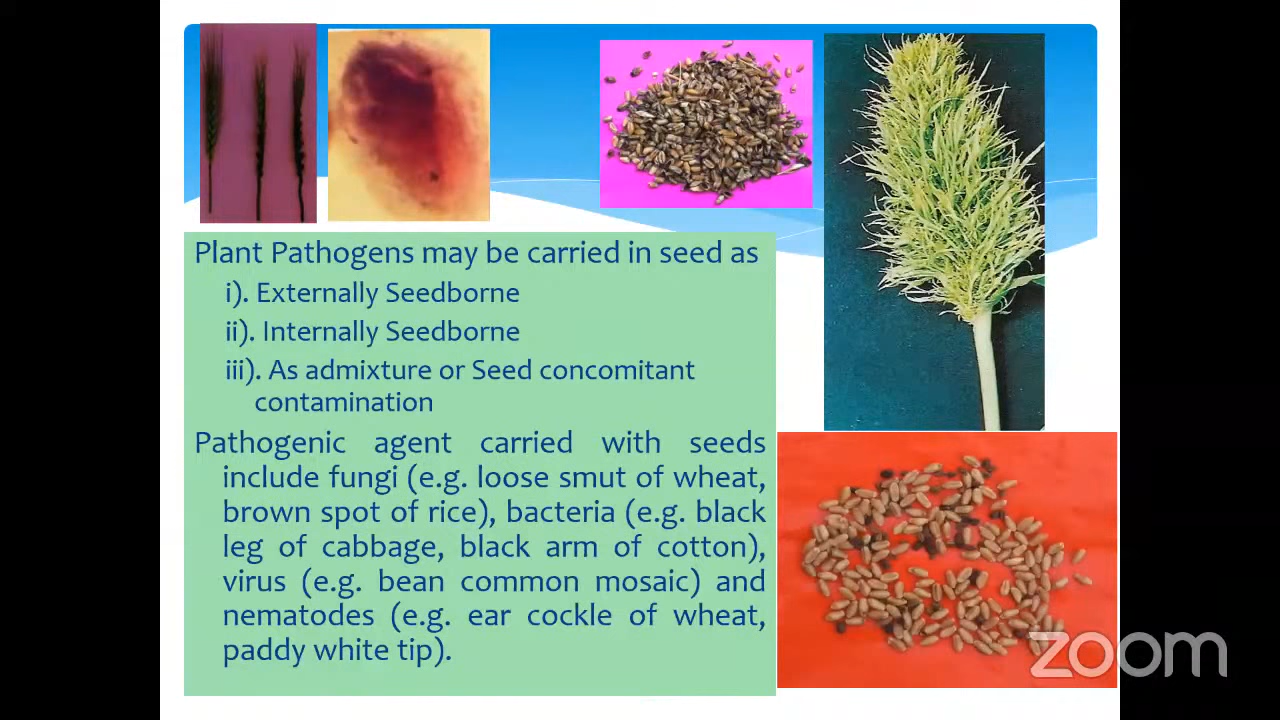 Plant Pathogens may be carried in seed as
i). Externally Seedborne
ii). Internally Seedborne
iii). As admixture or Seed concomitant
contamination
Pathogenic agent carried with seeds
include fungi (e.g. loose smut of wheat,
brown spot of rice), bacteria (e.g. black
leg of cabbage, black arm of cotton),
virus (e.g. bean common mosaic) and
nematodes (e.g. ear cockle of wheat,
paddy white tip).
zoom